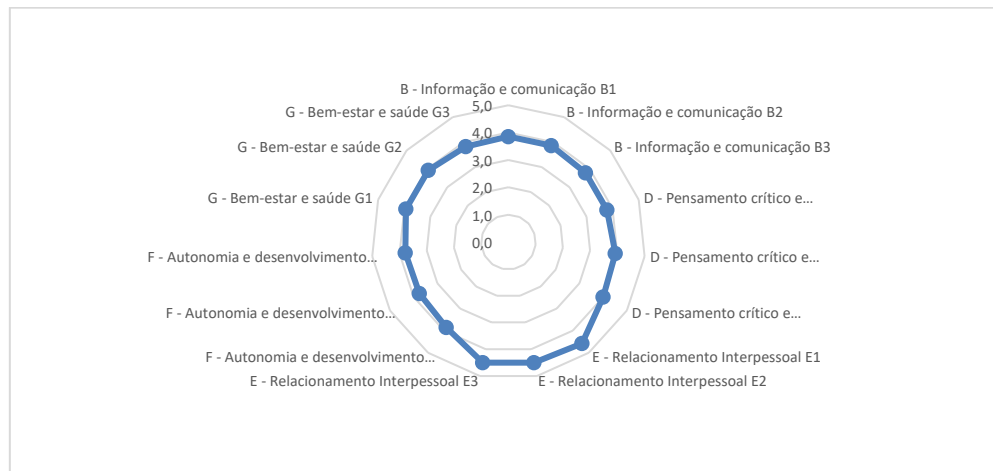 B - Informação e comunicação B1
B - Informação e comunicação B2
B - Informação e comunicação B3
D - Pensamento crítico e...
D - Pensamento crítico e...
D - Pensamento crítico e...
E - Relacionamento Interpessoal E1
E - Relacionamento Interpessoal E2
E - Relacionamento Interpessoal E3
F - Autonomia e desenvolvimento...
F - Autonomia e desenvolvimento...
F - Autonomia e desenvolvimento...
G - Bem-estar e saúde G1
G - Bem-estar e saúde G2
G - Bem-estar e saúde G3
5,0
4,0
3,0
2,0
1,0
0,0